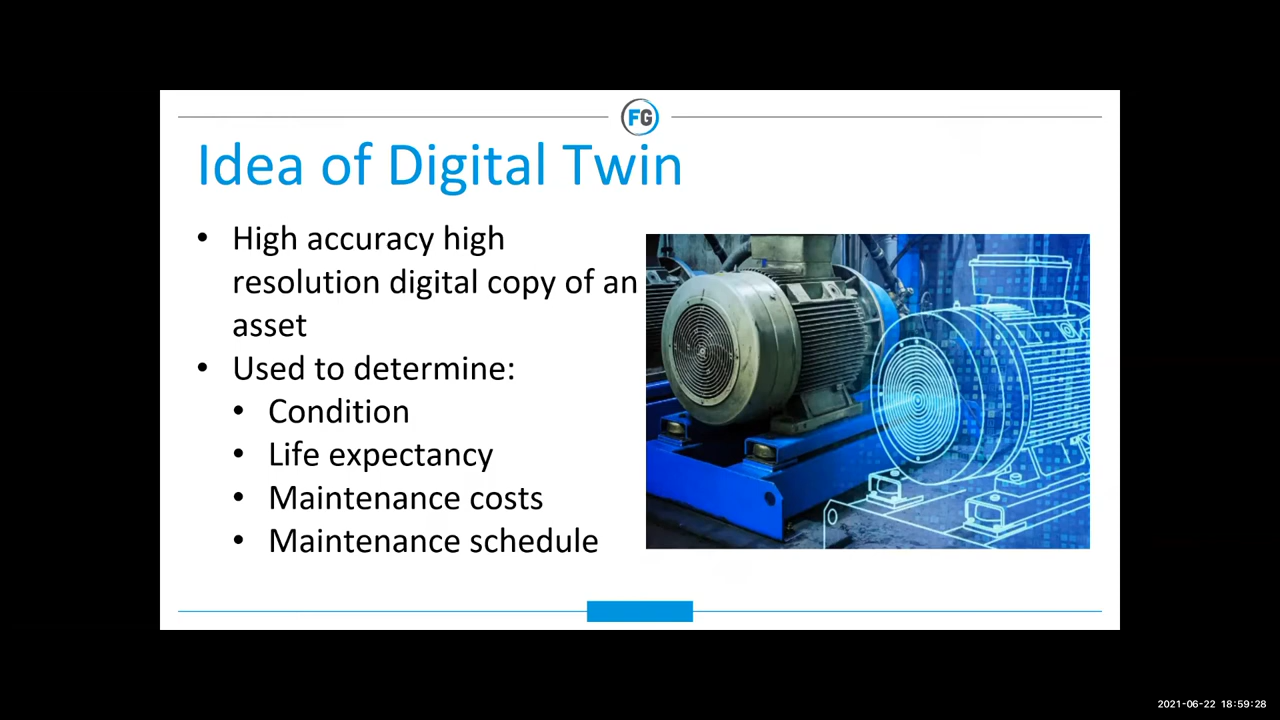 FG
Idea of Digital Twin
• High accuracy high
resolution digital copy of an
asset
• Used to determine:
• Condition
• Life expectancy
• Maintenance costs
• Maintenance schedule
2021-06-22 18:59:28